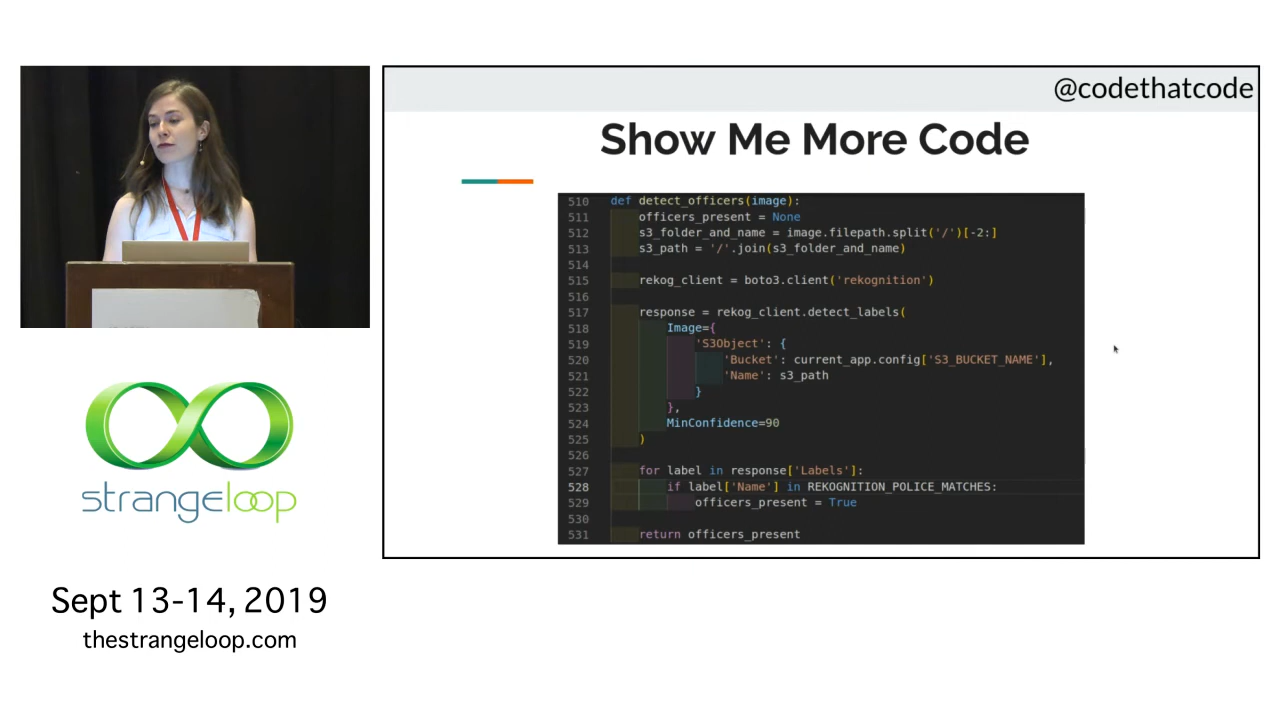 @codethatcode
Show Me More Code
510 def detect_officers(image):
511 officers_present = None
512 s3_folder_and_name = image.filepath.split('/')[-2:]
513 s3_path = '/'.join(s3_folder_and_name)
514
515 rekog_client = boto3.client('rekognition')
516
517 response = rekog_client.detect_labels(
518 Image={
519 'S3Object': {
520 'Bucket': current_app.config['S3_BUCKET_NAME'],
521 'Name': s3_path
522 }
523 },
524 MinConfidence=90
525 )
526
527 for label in response['Labels']:
528 if label['Name'] in REKOGNITION_POLICE_MATCHES:
529 officers_present = True
530
531 return officers_present
strangeloop
Sept 13-14, 2019
thestrangeloop.com